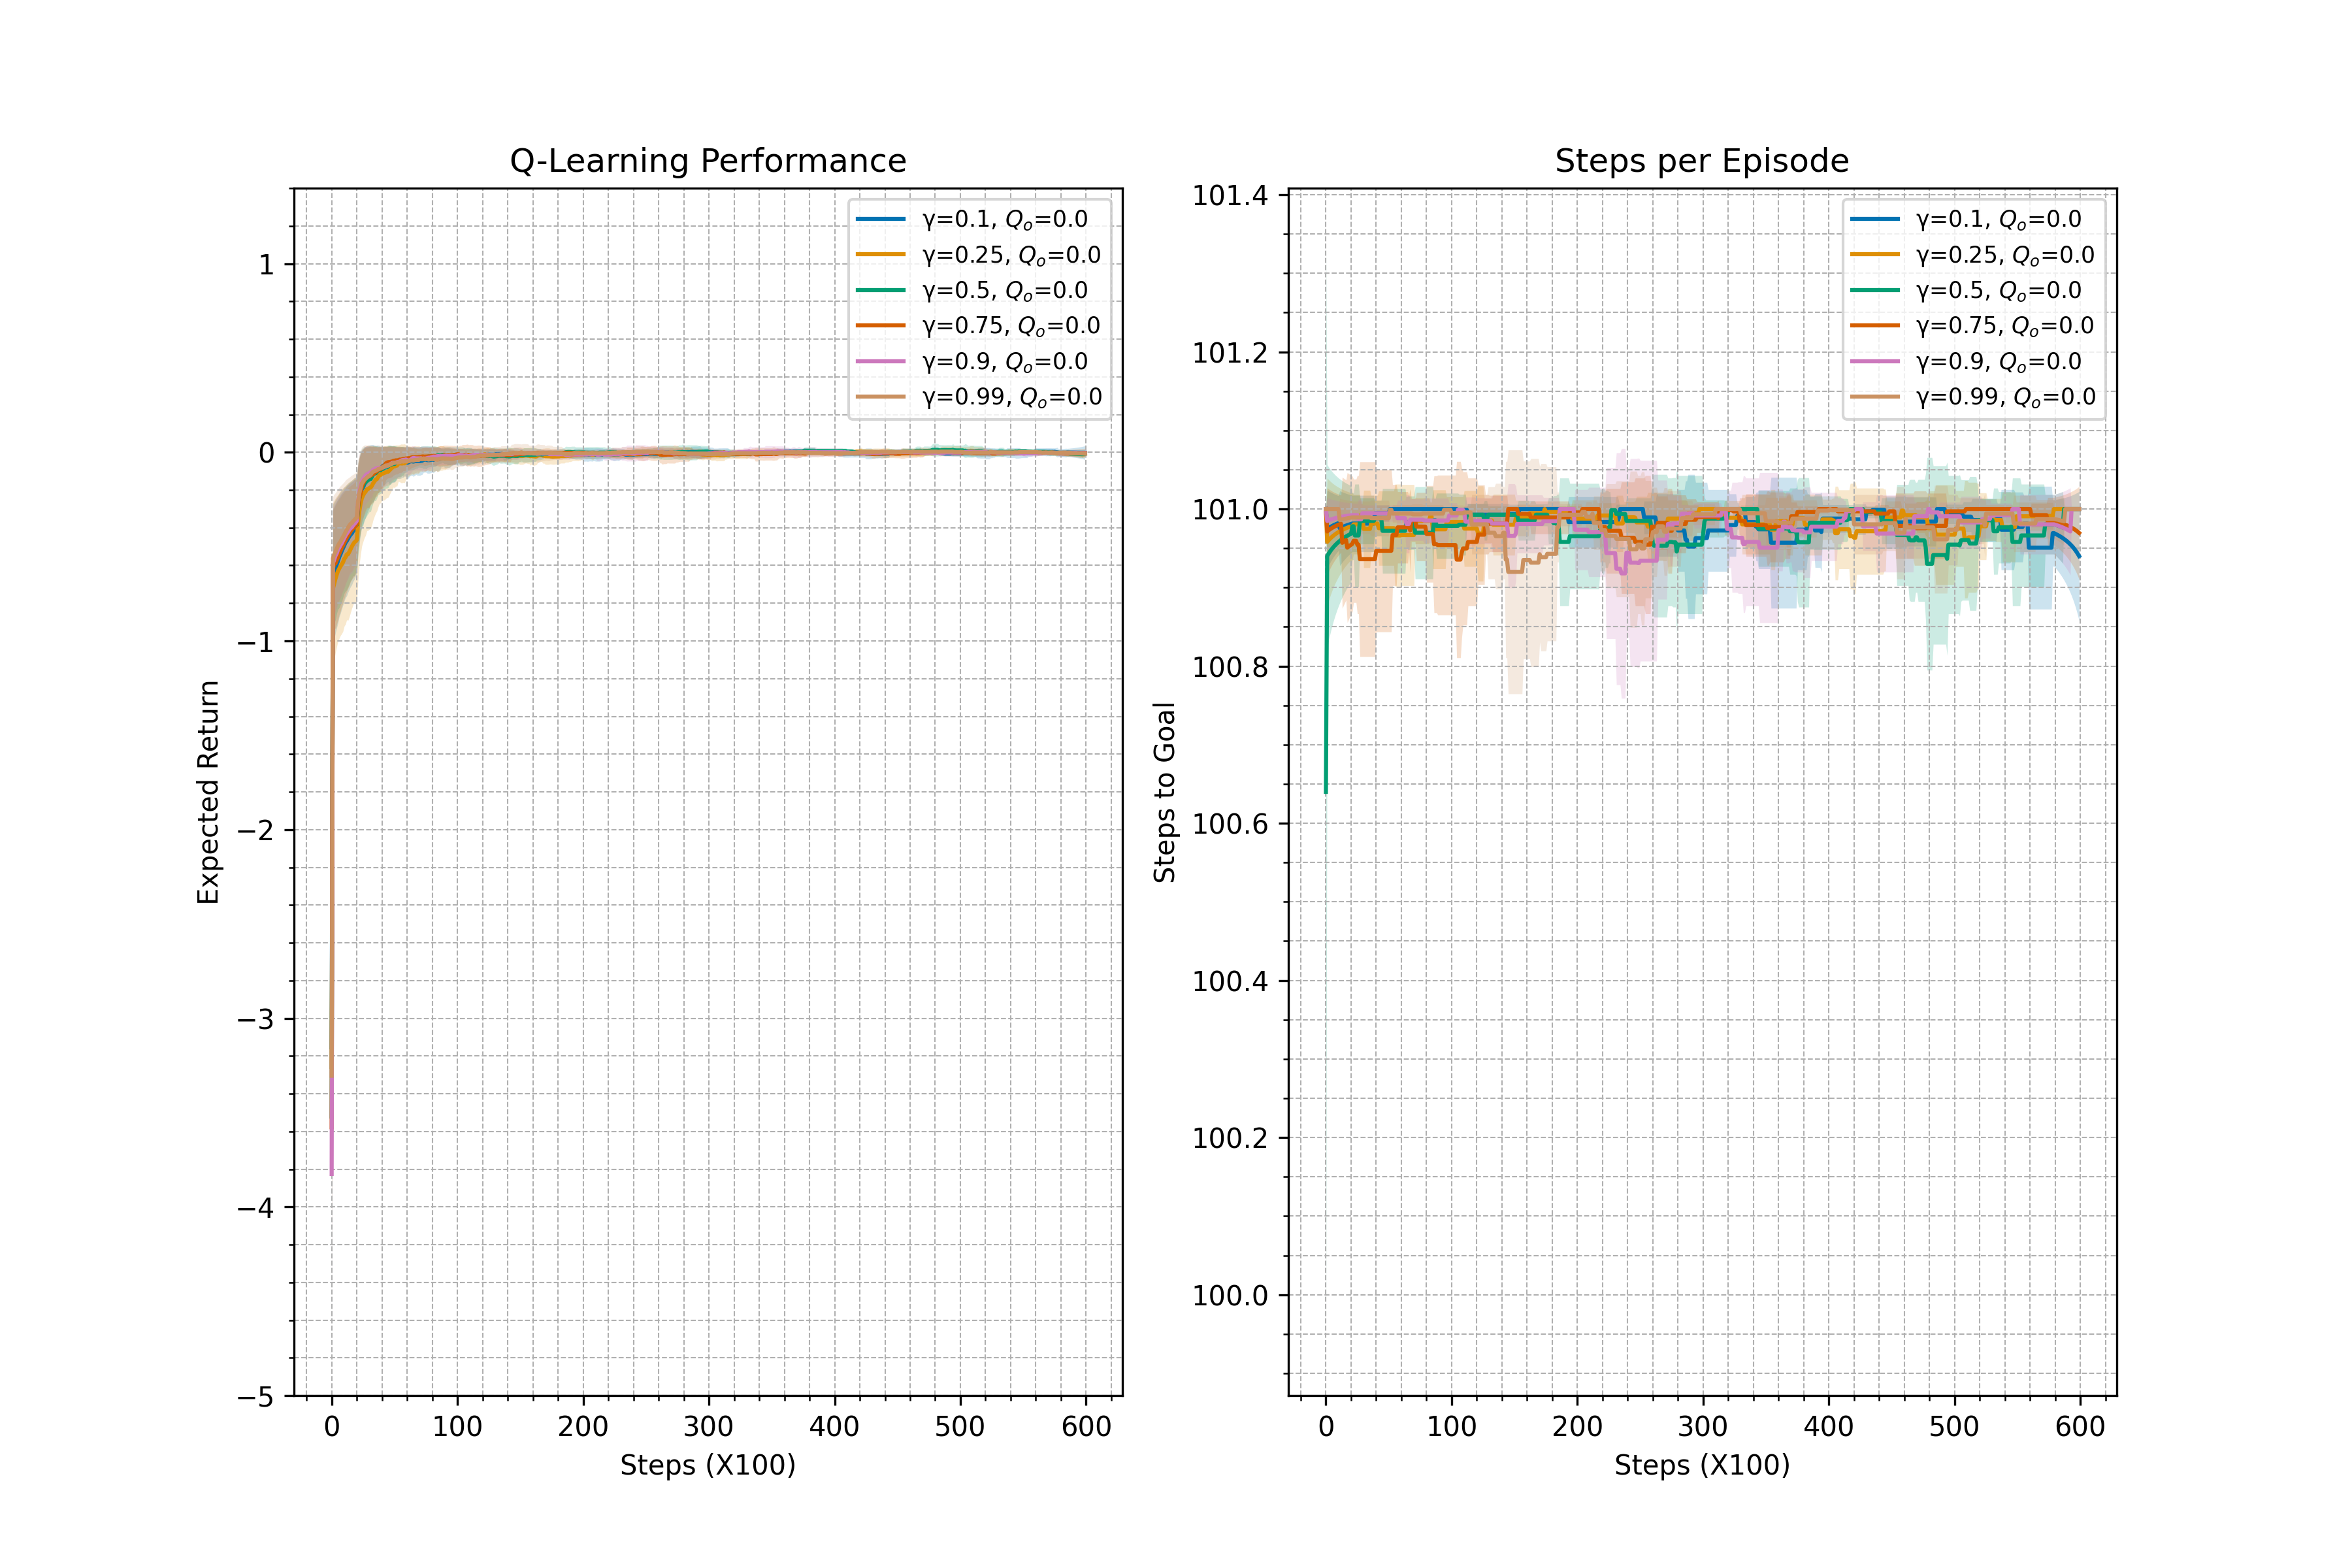 Q-Learning Performance
γ=0.1, Qₒ=0.0
γ=0.25, Qₒ=0.0
γ=0.5, Qₒ=0.0
γ=0.75, Qₒ=0.0
γ=0.9, Qₒ=0.0
γ=0.99, Qₒ=0.0
1
0
−1
−2
−3
−4
−5
Expected Return
0 100 200 300 400 500 600
Steps (X100)
Steps per Episode
γ=0.1, Qₒ=0.0
γ=0.25, Qₒ=0.0
γ=0.5, Qₒ=0.0
γ=0.75, Qₒ=0.0
γ=0.9, Qₒ=0.0
γ=0.99, Qₒ=0.0
101.4
101.2
101.0
100.8
100.6
100.4
100.2
100.0
Steps to Goal
0 100 200 300 400 500 600
Steps (X100)